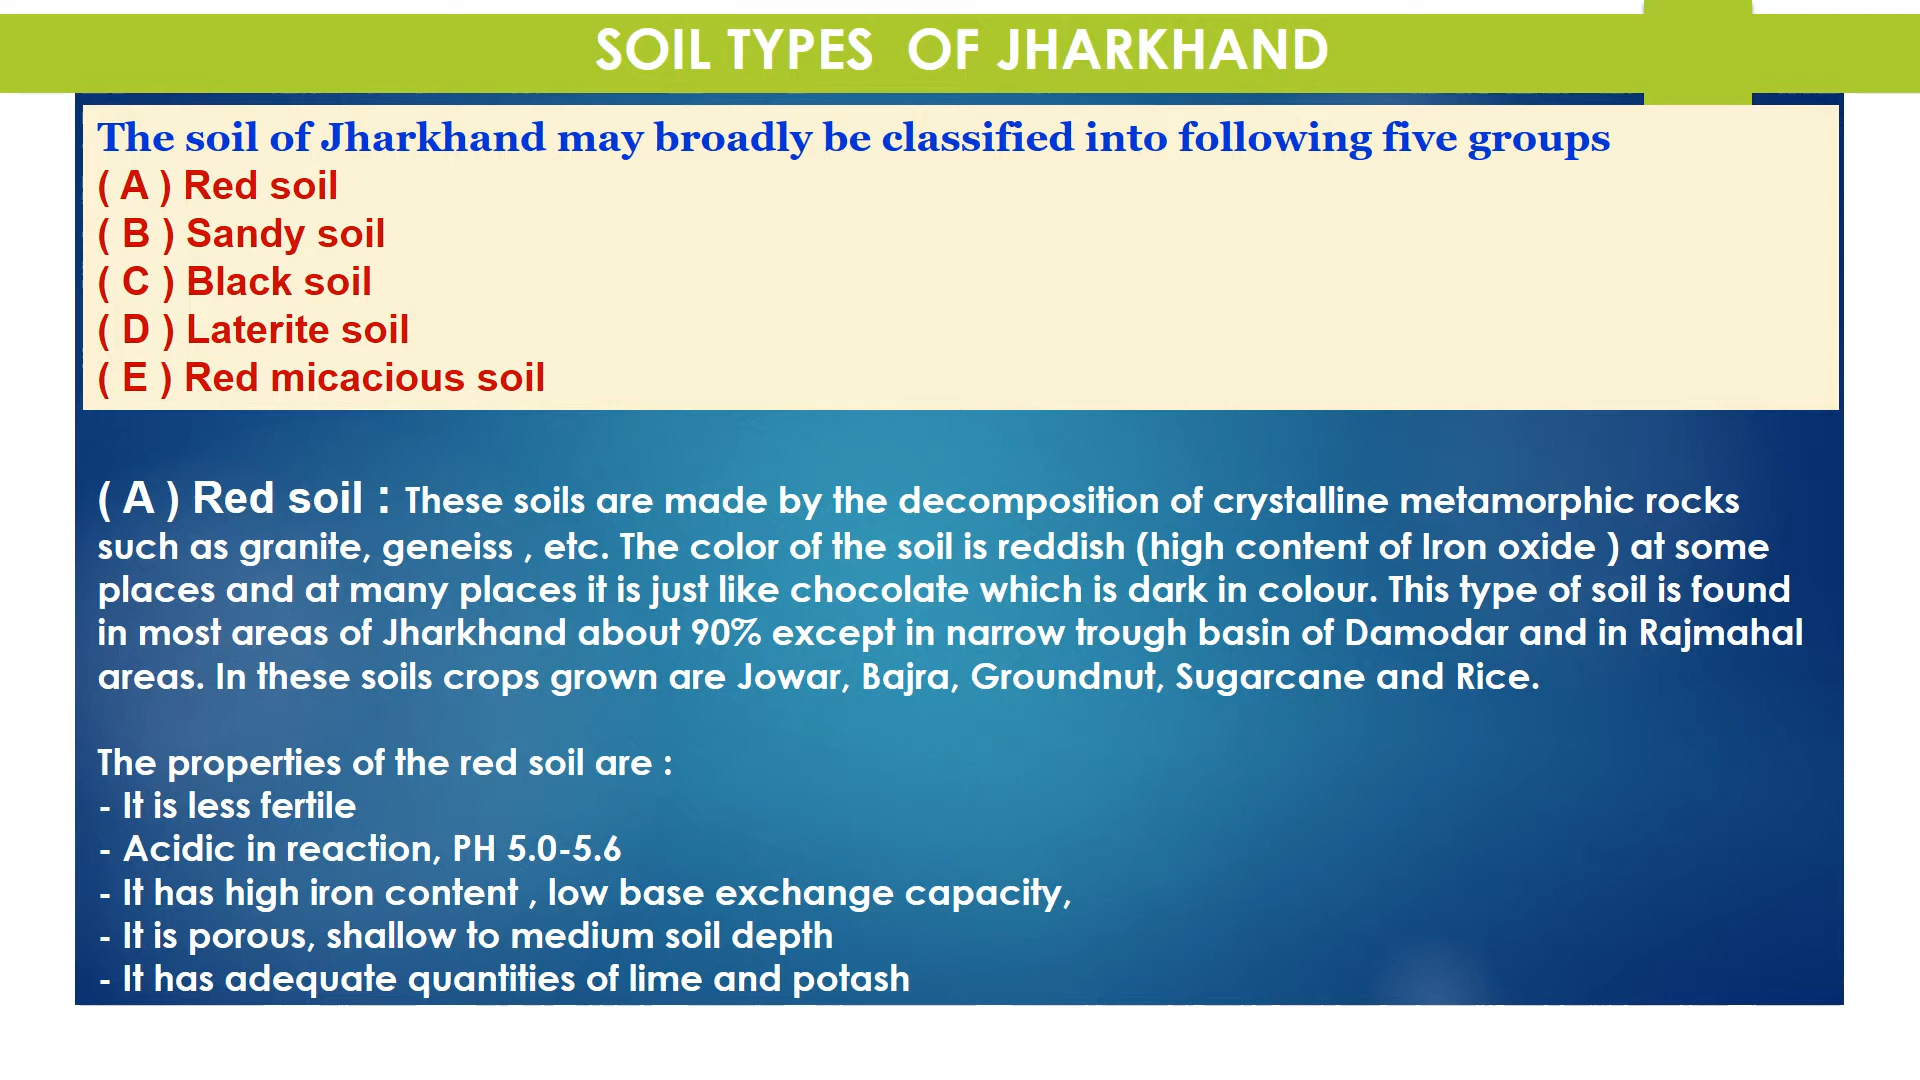 SOIL TYPES OF JHARKHAND
The soil of Jharkhand may broadly be classified into following five groups
( A ) Red soil
( B ) Sandy soil
( C ) Black soil
( D ) Laterite soil
( E ) Red micacious soil
( A ) Red soil : These soils are made by the decomposition of crystalline metamorphic rocks
such as granite, geneiss , etc. The color of the soil is reddish (high content of Iron oxide ) at some
places and at many places it is just like chocolate which is dark in colour. This type of soil is found
in most areas of Jharkhand about 90% except in narrow trough basin of Damodar and in Rajmahal
areas. In these soils crops grown are Jowar, Bajra, Groundnut, Sugarcane and Rice.
The properties of the red soil are :
- It is less fertile
- Acidic in reaction, PH 5.0-5.6
- It has high iron content , low base exchange capacity,
- It is porous, shallow to medium soil depth
- It has adequate quantities of lime and potash